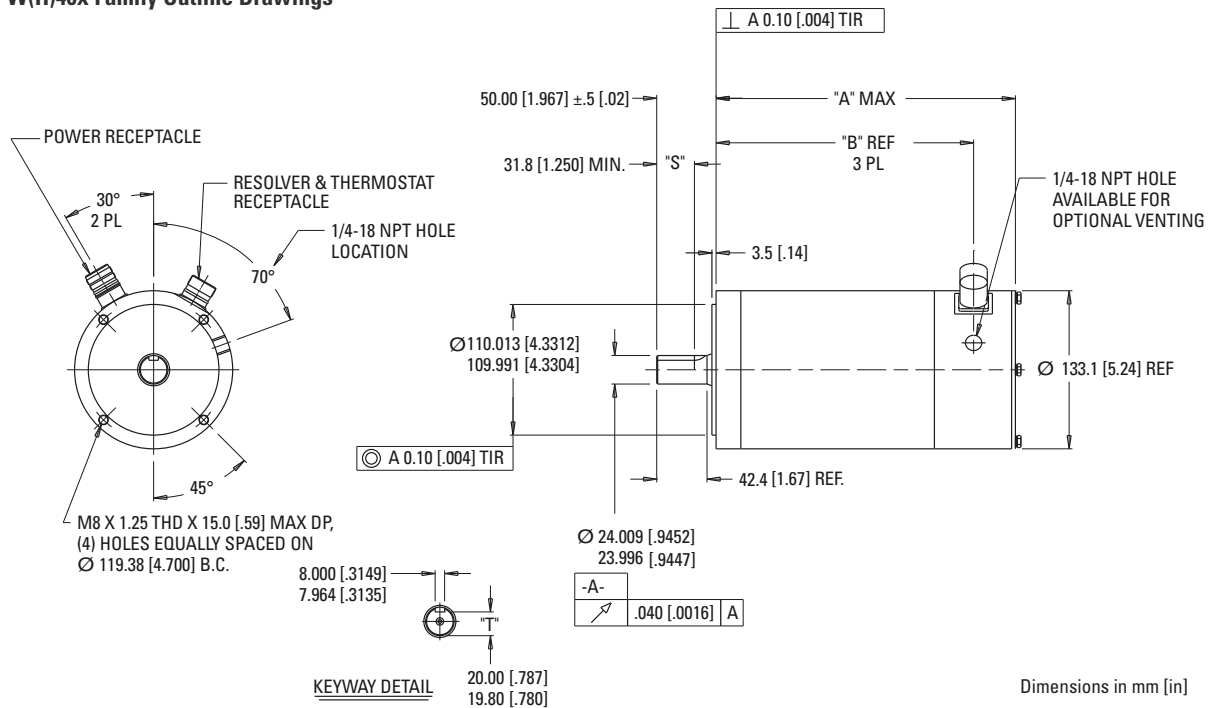 ⊥ A 0.10 [.004] TIR
50.00 [1.967] ±.5 [.02]
"A" MAX
"B" REF
3 PL
31.8 [1.250] MIN.
"S"
1/4-18 NPT HOLE
AVAILABLE FOR
OPTIONAL VENTING
POWER RECEPTACLE
RESOLVER & THERMOSTAT
RECEPTACLE
30°
2 PL
1/4-18 NPT HOLE
LOCATION
70°
3.5 [.14]
Ø110.013 [4.3312]
109.991 [4.3304]
Ø 133.1 [5.24] REF
◎ A 0.10 [.004] TIR
42.4 [1.67] REF.
45°
M8 X 1.25 THD X 15.0 [.59] MAX DP,
(4) HOLES EQUALLY SPACED ON
Ø 119.38 [4.700] B.C.
Ø 24.009 [.9452]
23.996 [.9447]
-A-
↗ .040 [.0016] A
8.000 [.3149]
7.964 [.3135]
"T"
20.00 [.787]
19.80 [.780]
KEYWAY DETAIL
Dimensions in mm [in]